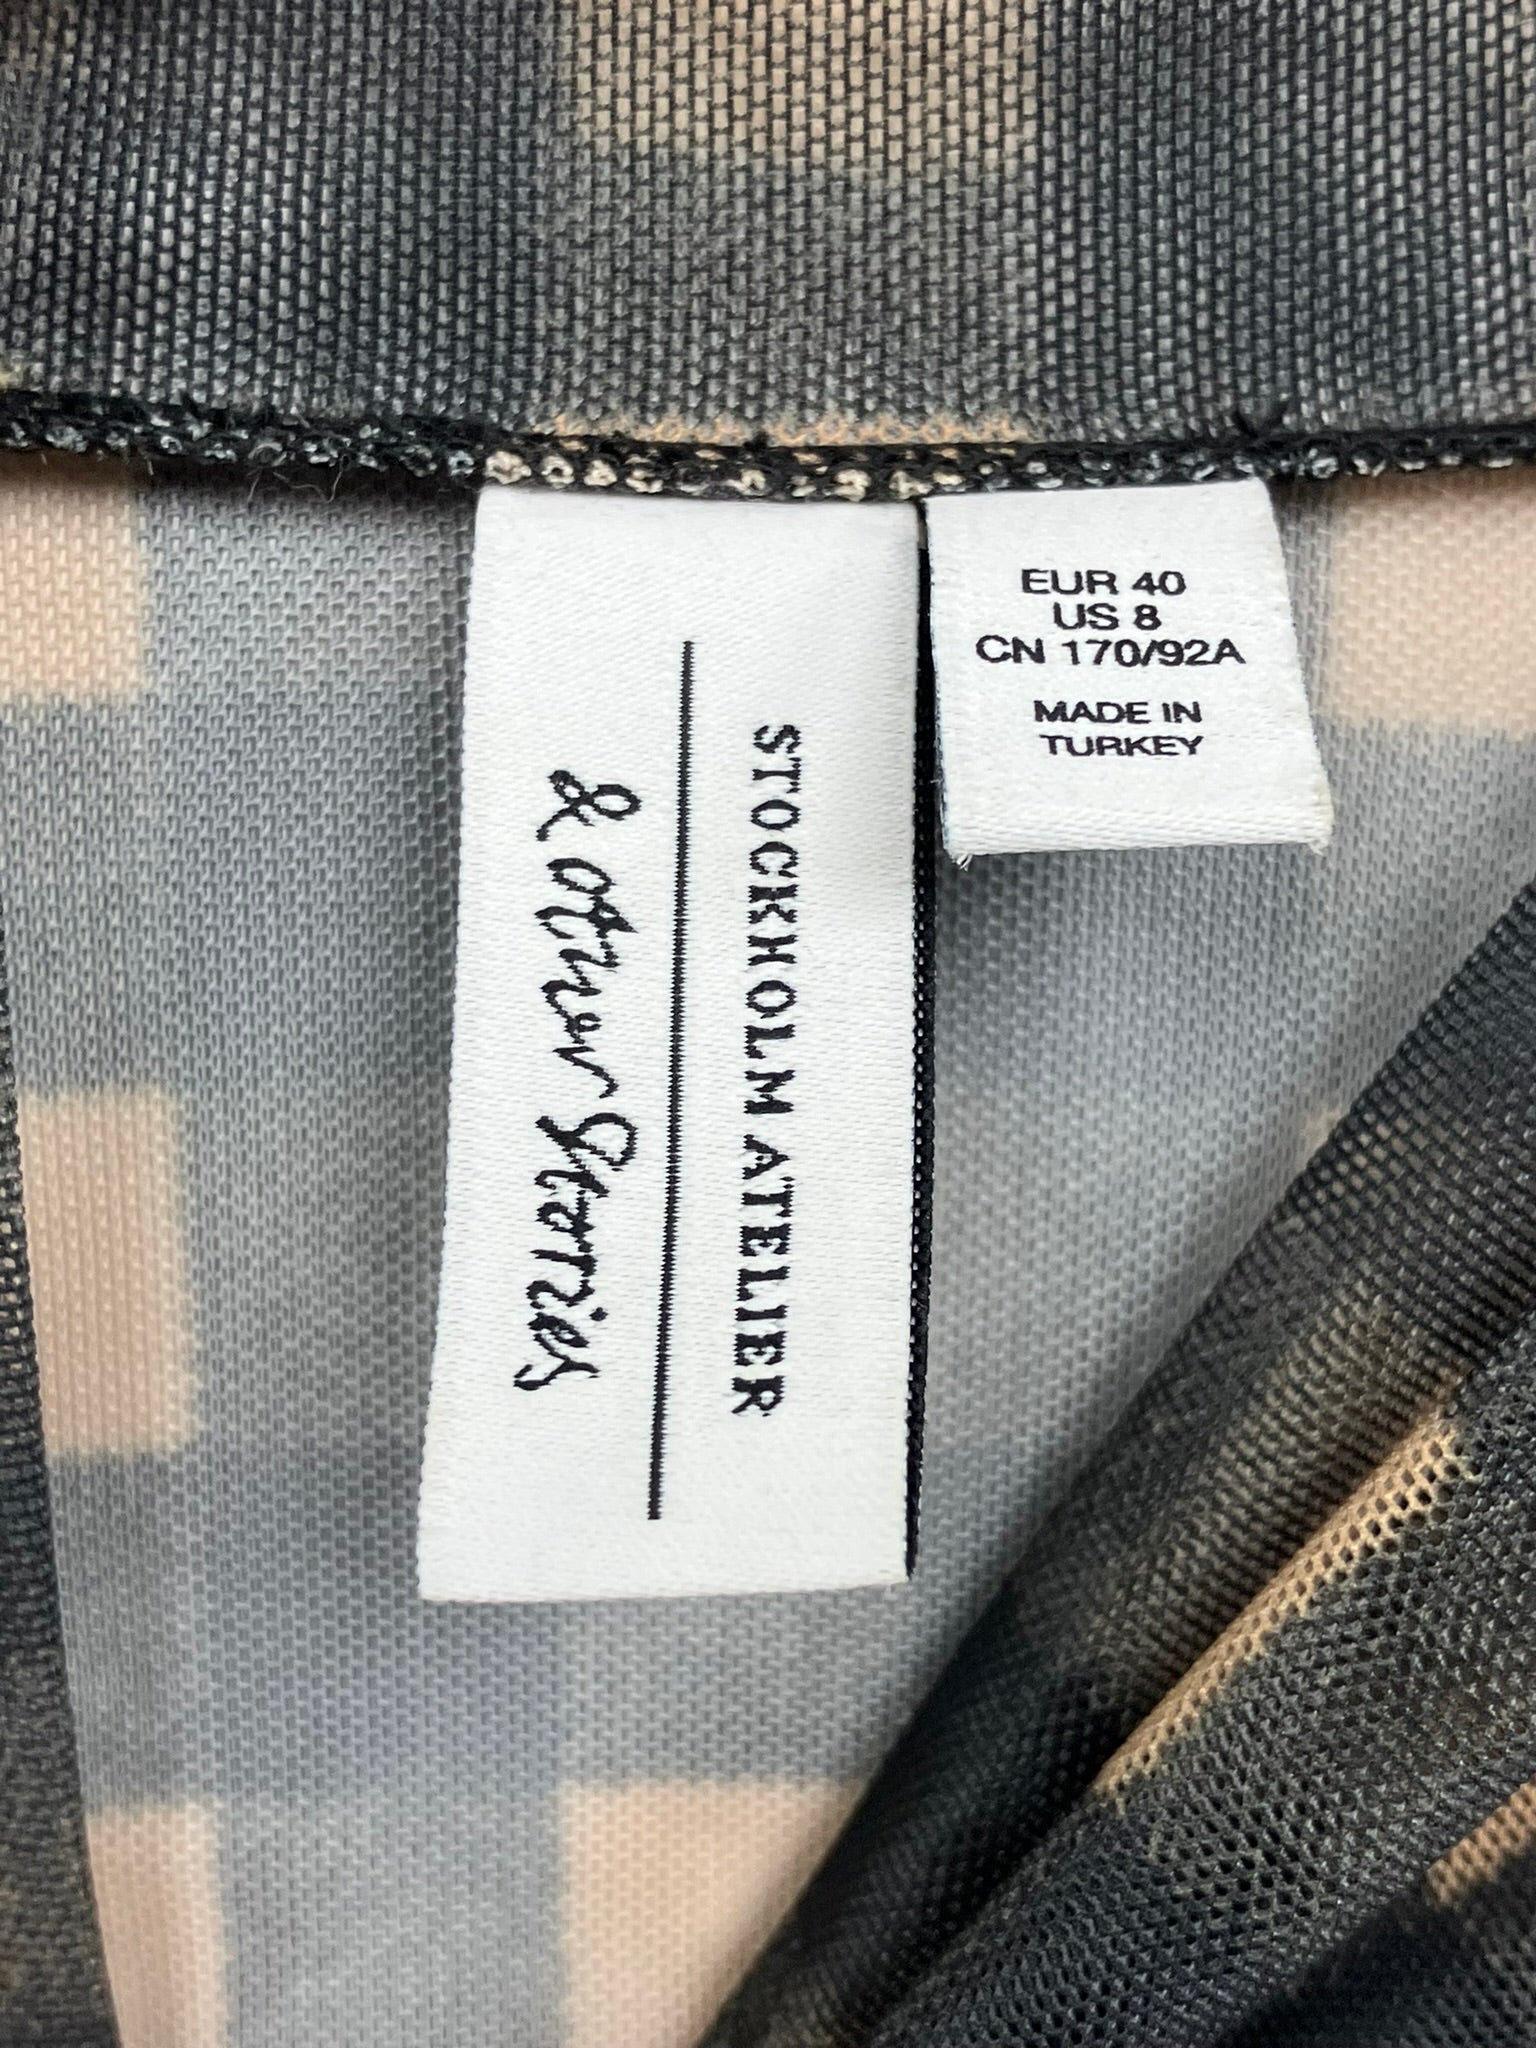 STOCKHOLM ATELIER
& other Stories
EUR 40
US 8
CN 170/92A
MADE IN
TURKEY